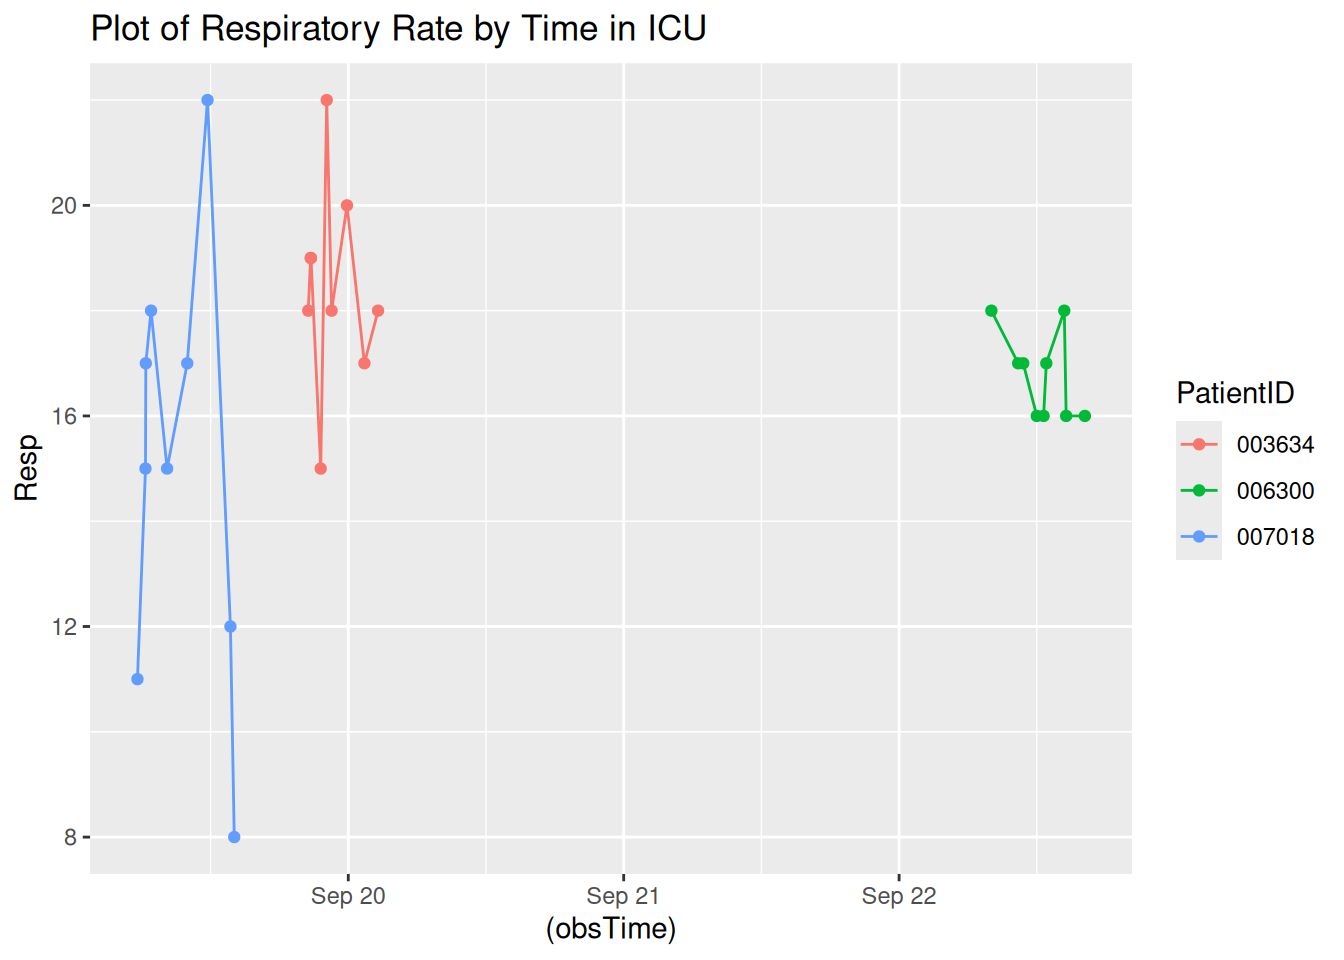 Plot of Respiratory Rate by Time in ICU
Resp
20
16
12
8
Sep 20
Sep 21
Sep 22
(obsTime)
PatientID
003634
006300
007018